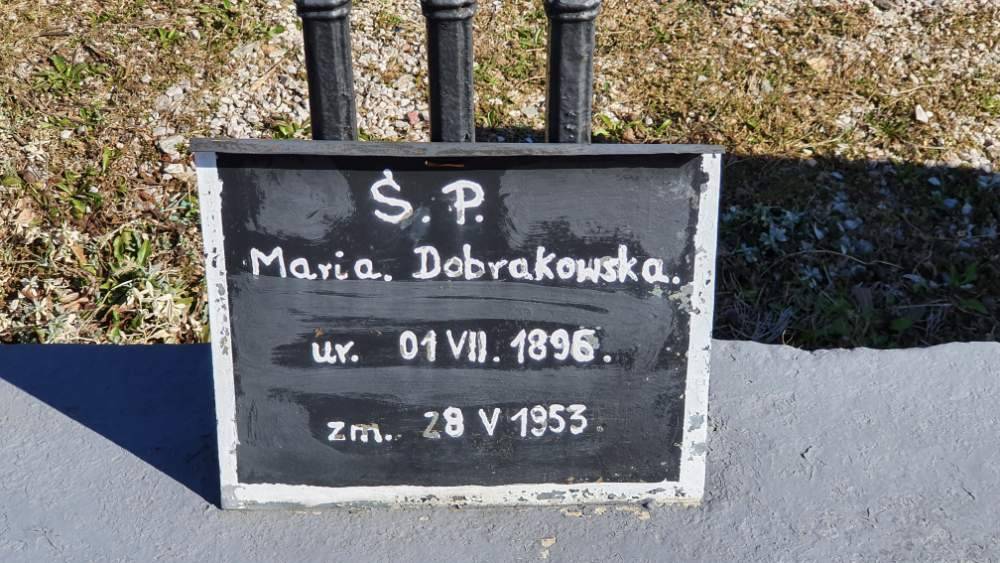 Ś. P.
Maria. Dobrakowska.
ur. 01 VII. 1896.
zm. 28 V 1953.